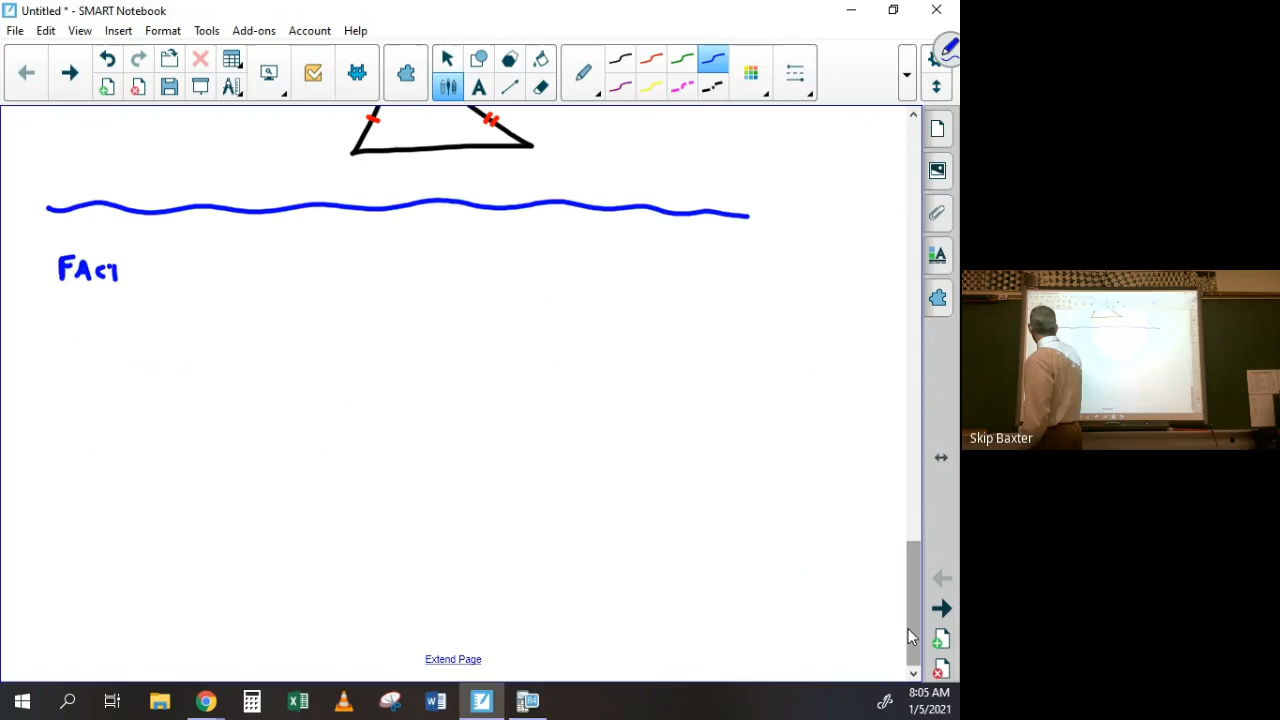 Untitled * - SMART Notebook
File Edit View Insert Format Tools Add-ons Account Help
FAct
Skip Baxter
Extend Page
8:05 AM
1/5/2021